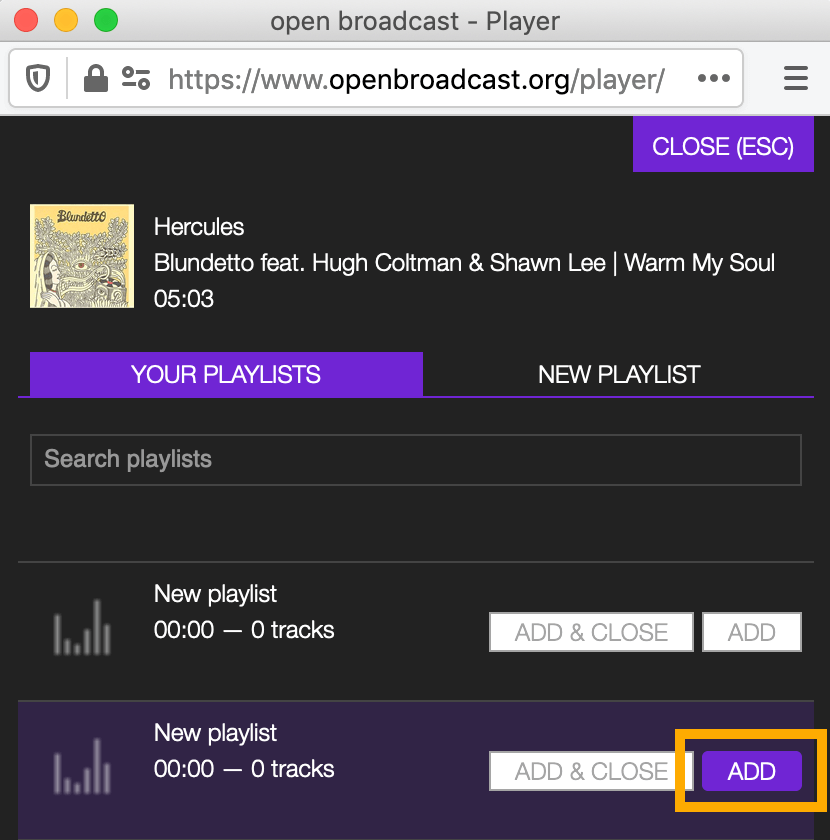 open broadcast - Player
https://www.openbroadcast.org/player/
CLOSE (ESC)
Blundetto
Hercules
Blundetto feat. Hugh Coltman & Shawn Lee | Warm My Soul
05:03
YOUR PLAYLISTS
NEW PLAYLIST
Search playlists
New playlist
00:00 — 0 tracks
ADD & CLOSE
ADD
New playlist
00:00 — 0 tracks
ADD & CLOSE
ADD